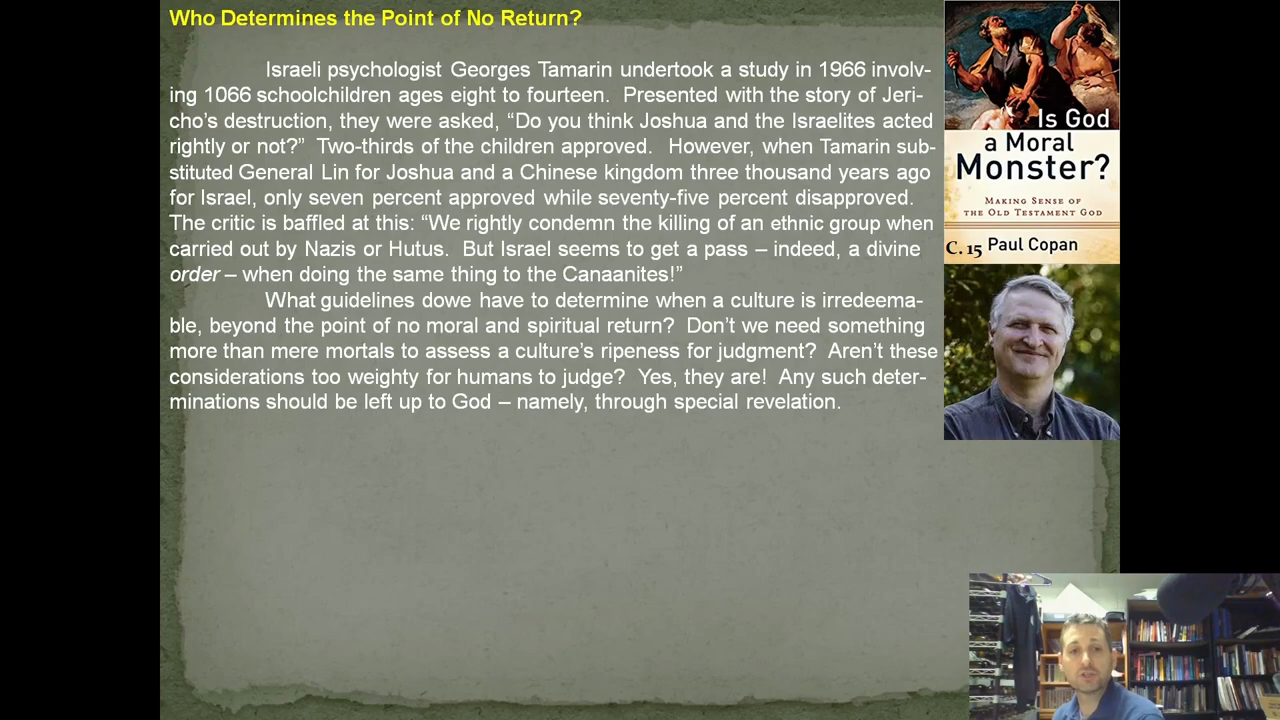 Who Determines the Point of No Return?
Israeli psychologist Georges Tamarin undertook a study in 1966 involv-
ing 1066 schoolchildren ages eight to fourteen. Presented with the story of Jeri-
cho's destruction, they were asked, “Do you think Joshua and the Israelites acted
rightly or not?” Two-thirds of the children approved. However, when Tamarin sub-
stituted General Lin for Joshua and a Chinese kingdom three thousand years ago
for Israel, only seven percent approved while seventy-five percent disapproved.
The critic is baffled at this: “We rightly condemn the killing of an ethnic group when
carried out by Nazis or Hutus. But Israel seems to get a pass – indeed, a divine
order – when doing the same thing to the Canaanites!”
What guidelines dowe have to determine when a culture is irredeema-
ble, beyond the point of no moral and spiritual return? Don't we need something
more than mere mortals to assess a culture's ripeness for judgment? Aren't these
considerations too weighty for humans to judge? Yes, they are! Any such deter-
minations should be left up to God – namely, through special revelation.
Is God
a Moral
Monster?
MAKING SENSE OF
THE OLD TESTAMENT GOD
C. 15 Paul Copan